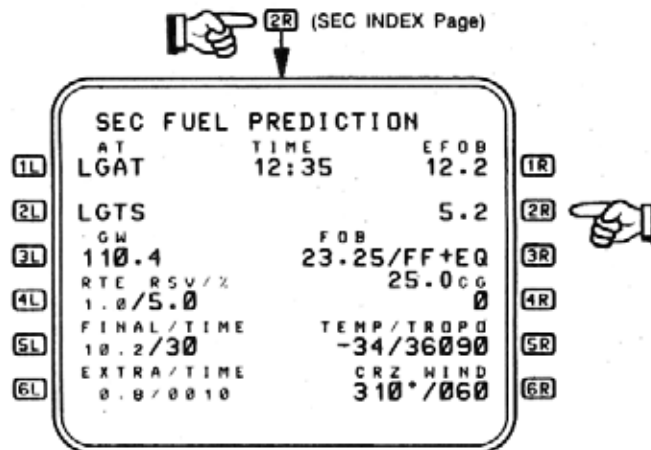 2R (SEC INDEX Page)
SEC FUEL PREDICTION
AT TIME EFOB
1L LGAT 12:35 12.2 1R
2L LGTS 5.2 2R
GW FOB
3L 110.4 23.25/FF+EQ 3R
RTE RSV/% 25.0CG
4L 1.0/5.0 0 4R
FINAL/TIME TEMP/TROPO
5L 10.2/30 -34/36090 5R
EXTRA/TIME CRZ WIND
6L 0.8/0010 310°/060 6R